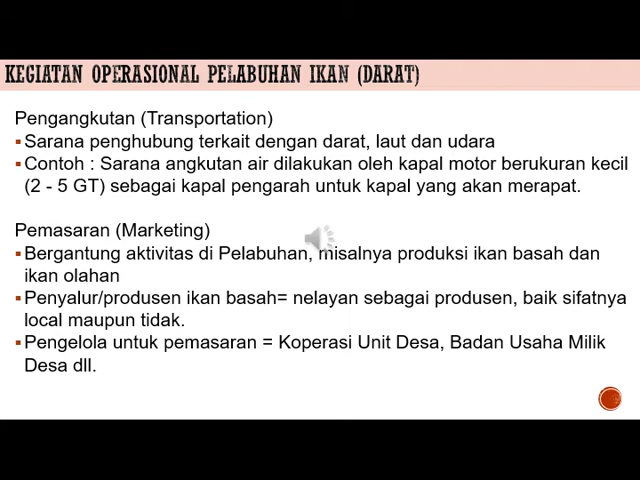 KEGIATAN OPERASIONAL PELABUHAN IKAN (DARAT)
Pengangkutan (Transportation)
▪Sarana penghubung terkait dengan darat, laut dan udara
▪Contoh : Sarana angkutan air dilakukan oleh kapal motor berukuran kecil
(2 - 5 GT) sebagai kapal pengarah untuk kapal yang akan merapat.
Pemasaran (Marketing)
▪Bergantung aktivitas di Pelabuhan, misalnya produksi ikan basah dan
ikan olahan
▪Penyalur/produsen ikan basah= nelayan sebagai produsen, baik sifatnya
local maupun tidak.
▪Pengelola untuk pemasaran = Koperasi Unit Desa, Badan Usaha Milik
Desa dll.